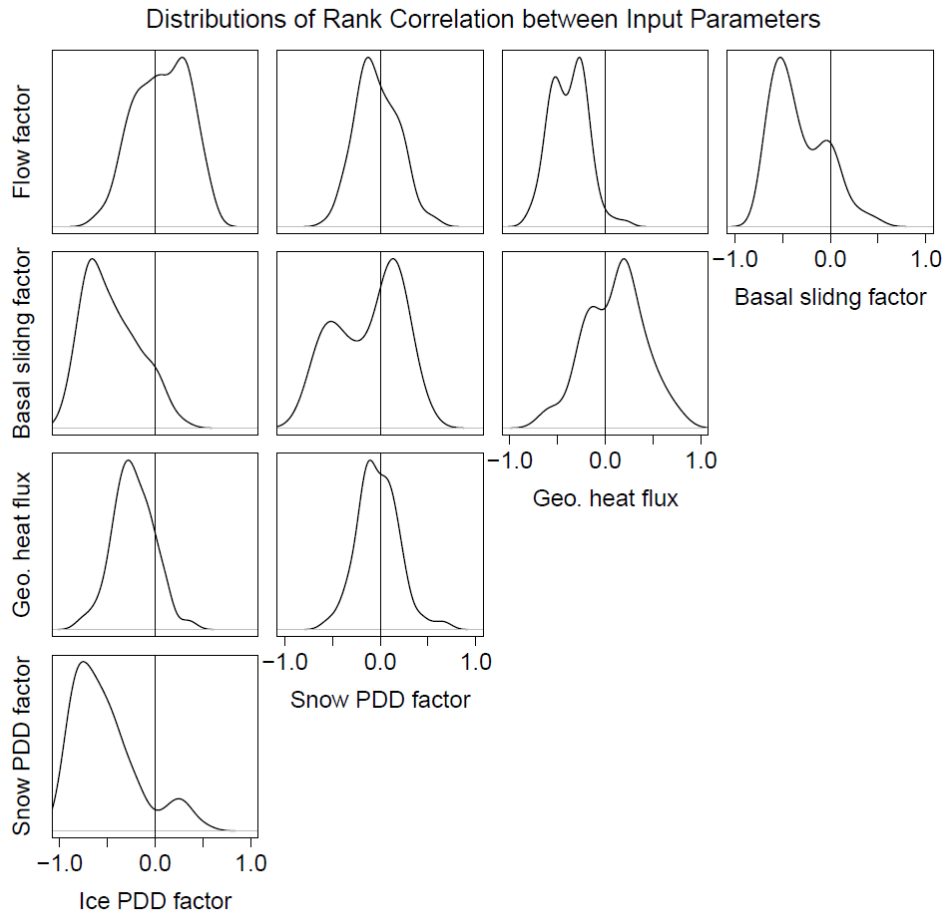 Distributions of Rank Correlation between Input Parameters
Flow factor
−1.0 0.0 1.0
Basal slidng factor
Basal slidng factor
−1.0 0.0 1.0
Geo. heat flux
Geo. heat flux
−1.0 0.0 1.0
Snow PDD factor
Snow PDD factor
−1.0 0.0 1.0
Ice PDD factor